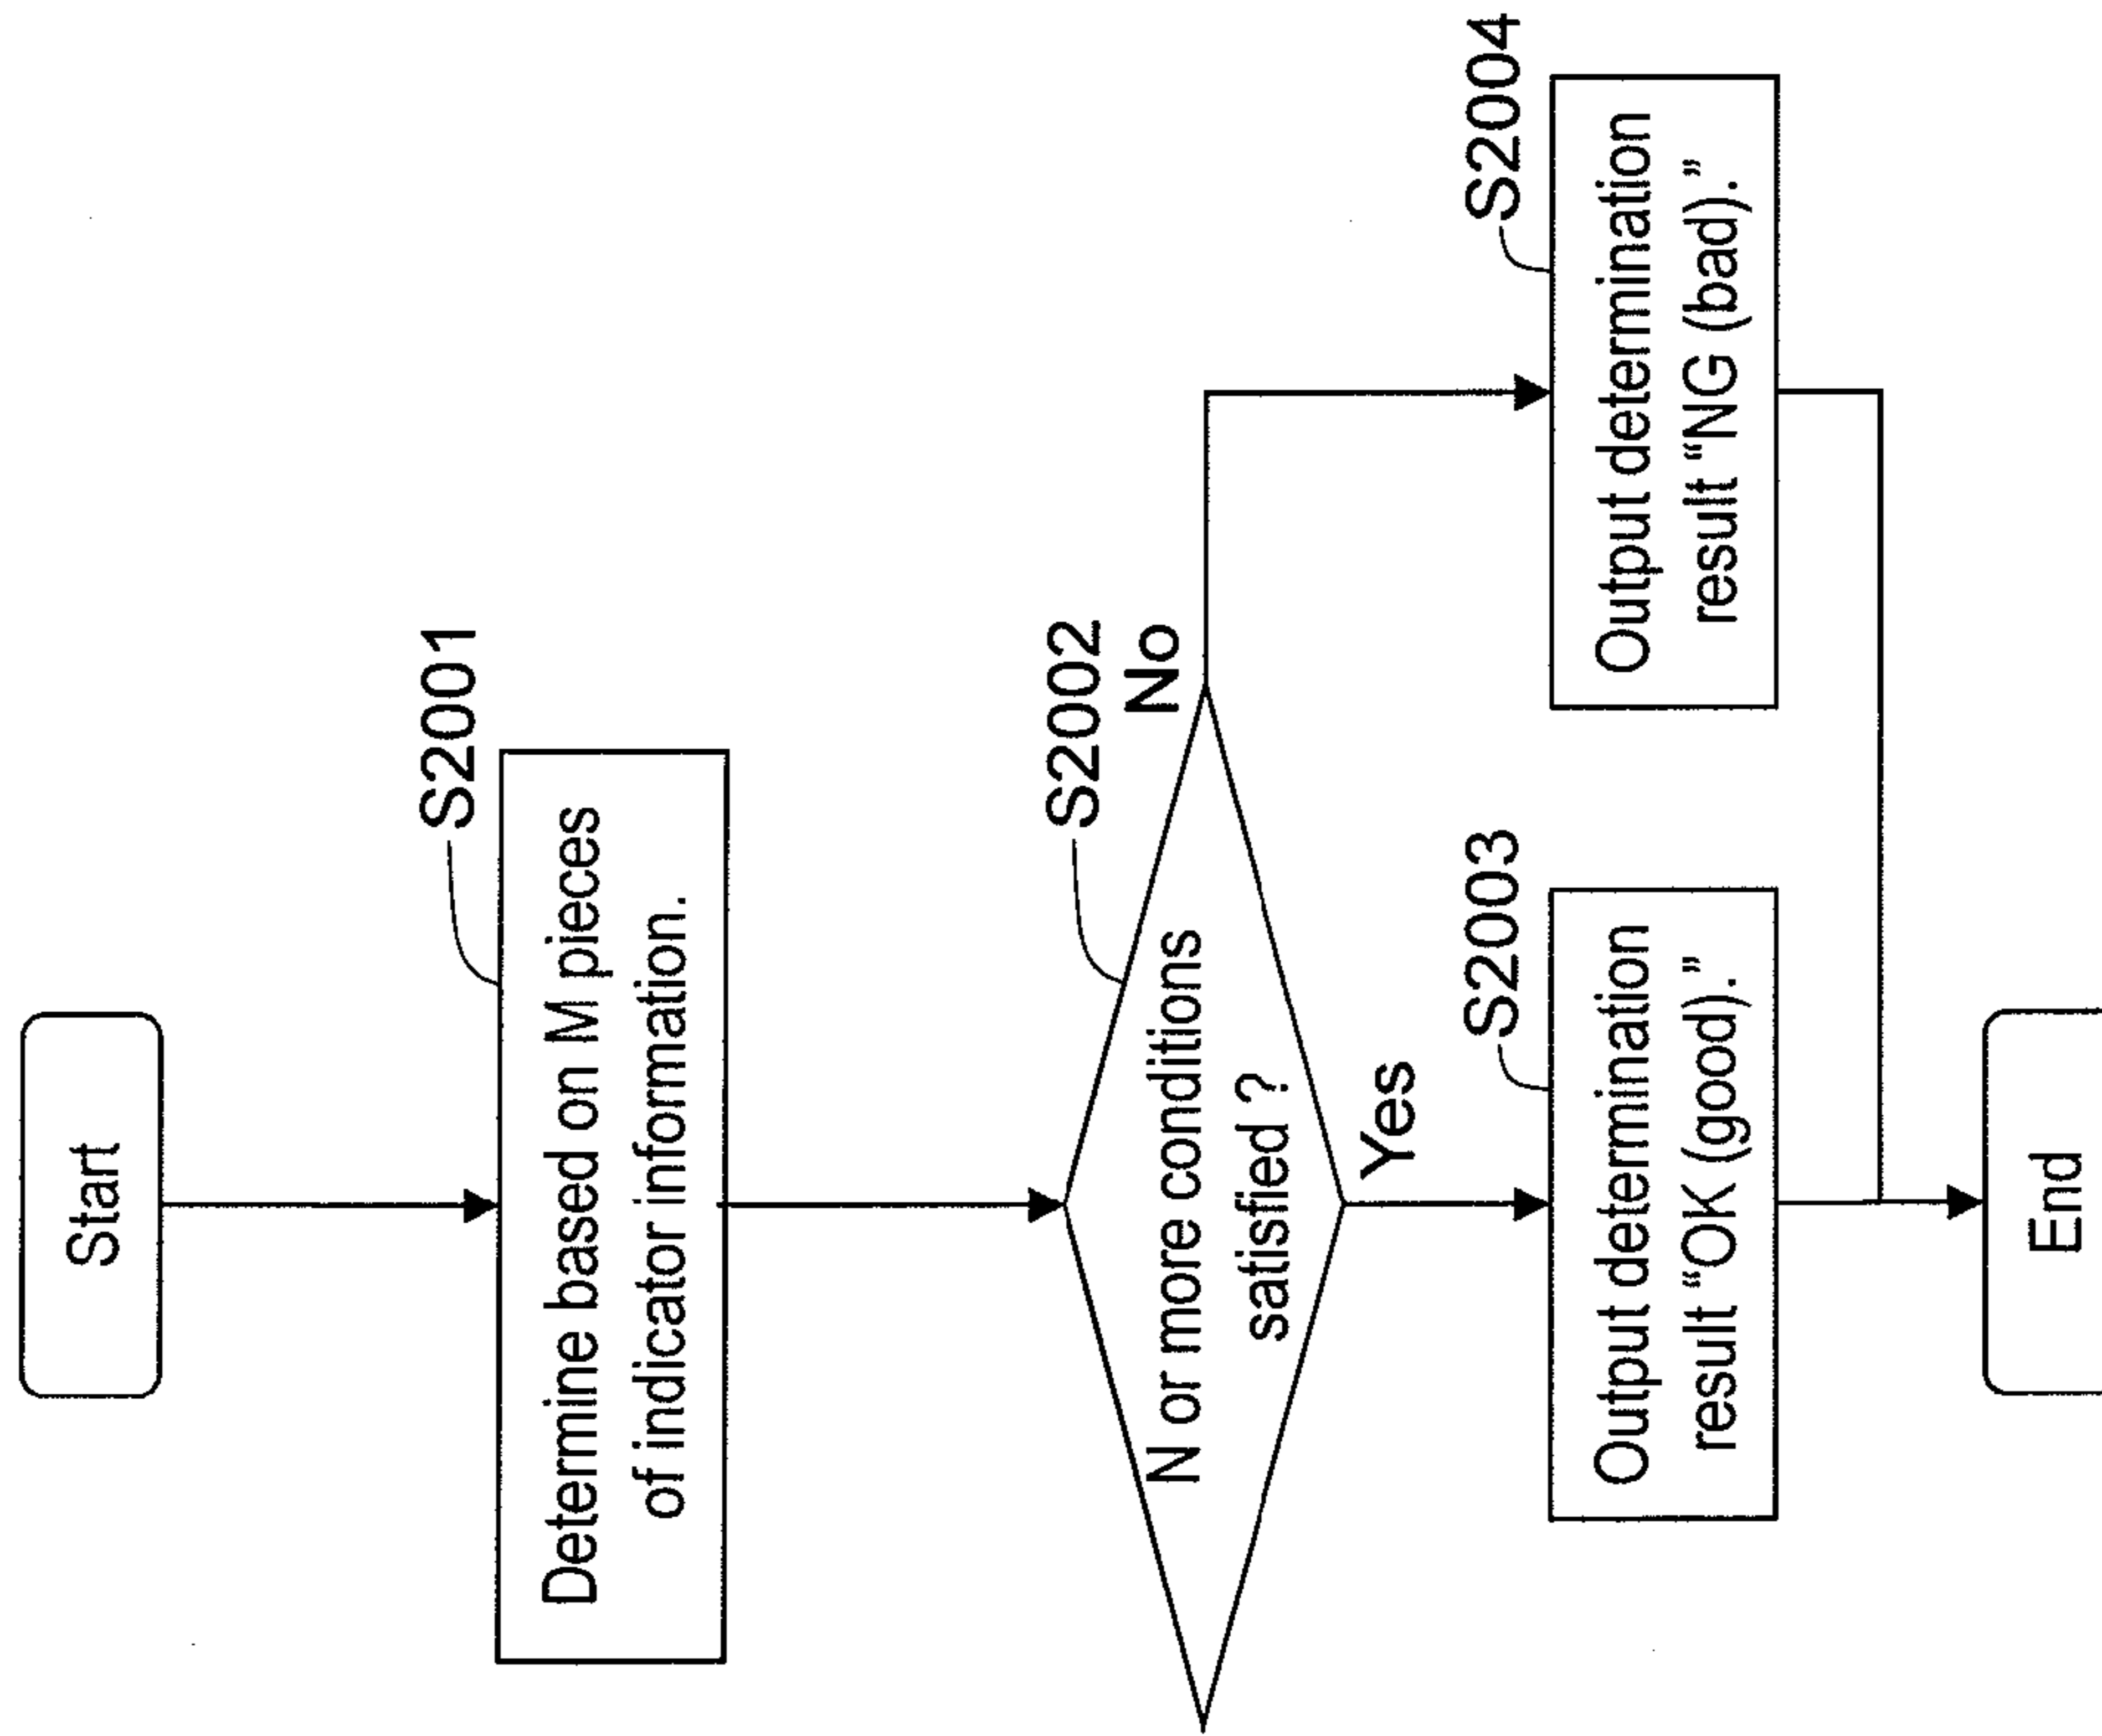 Start
S2001
Determine based on M pieces
of indicator information.
S2002
N or more conditions
satisfied ?
No
Yes
S2003
Output determination
result “OK (good).”
S2004
Output determination
result “NG (bad).”
End